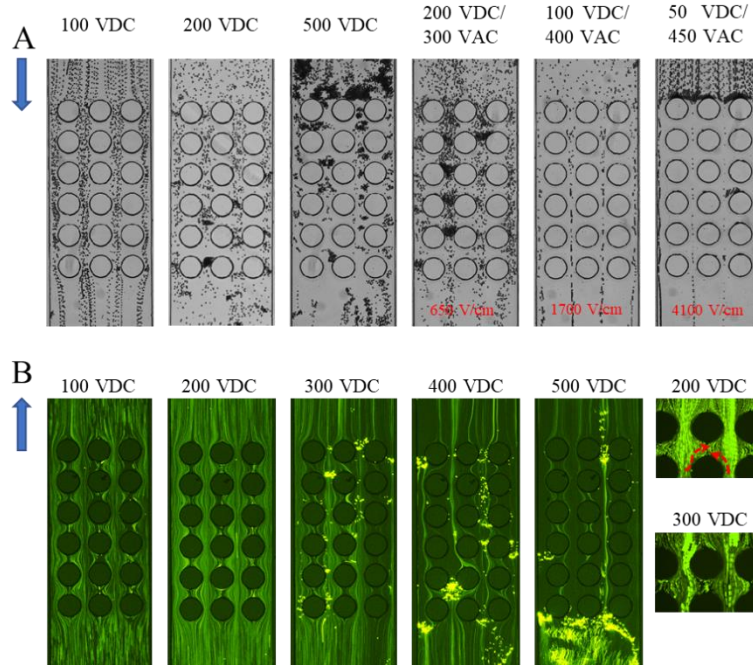 A
100 VDC
200 VDC
500 VDC
200 VDC/
300 VAC
100 VDC/
400 VAC
50 VDC/
450 VAC
650 V/cm
1700 V/cm
4100 V/cm
B
100 VDC
200 VDC
300 VDC
400 VDC
500 VDC
200 VDC
300 VDC